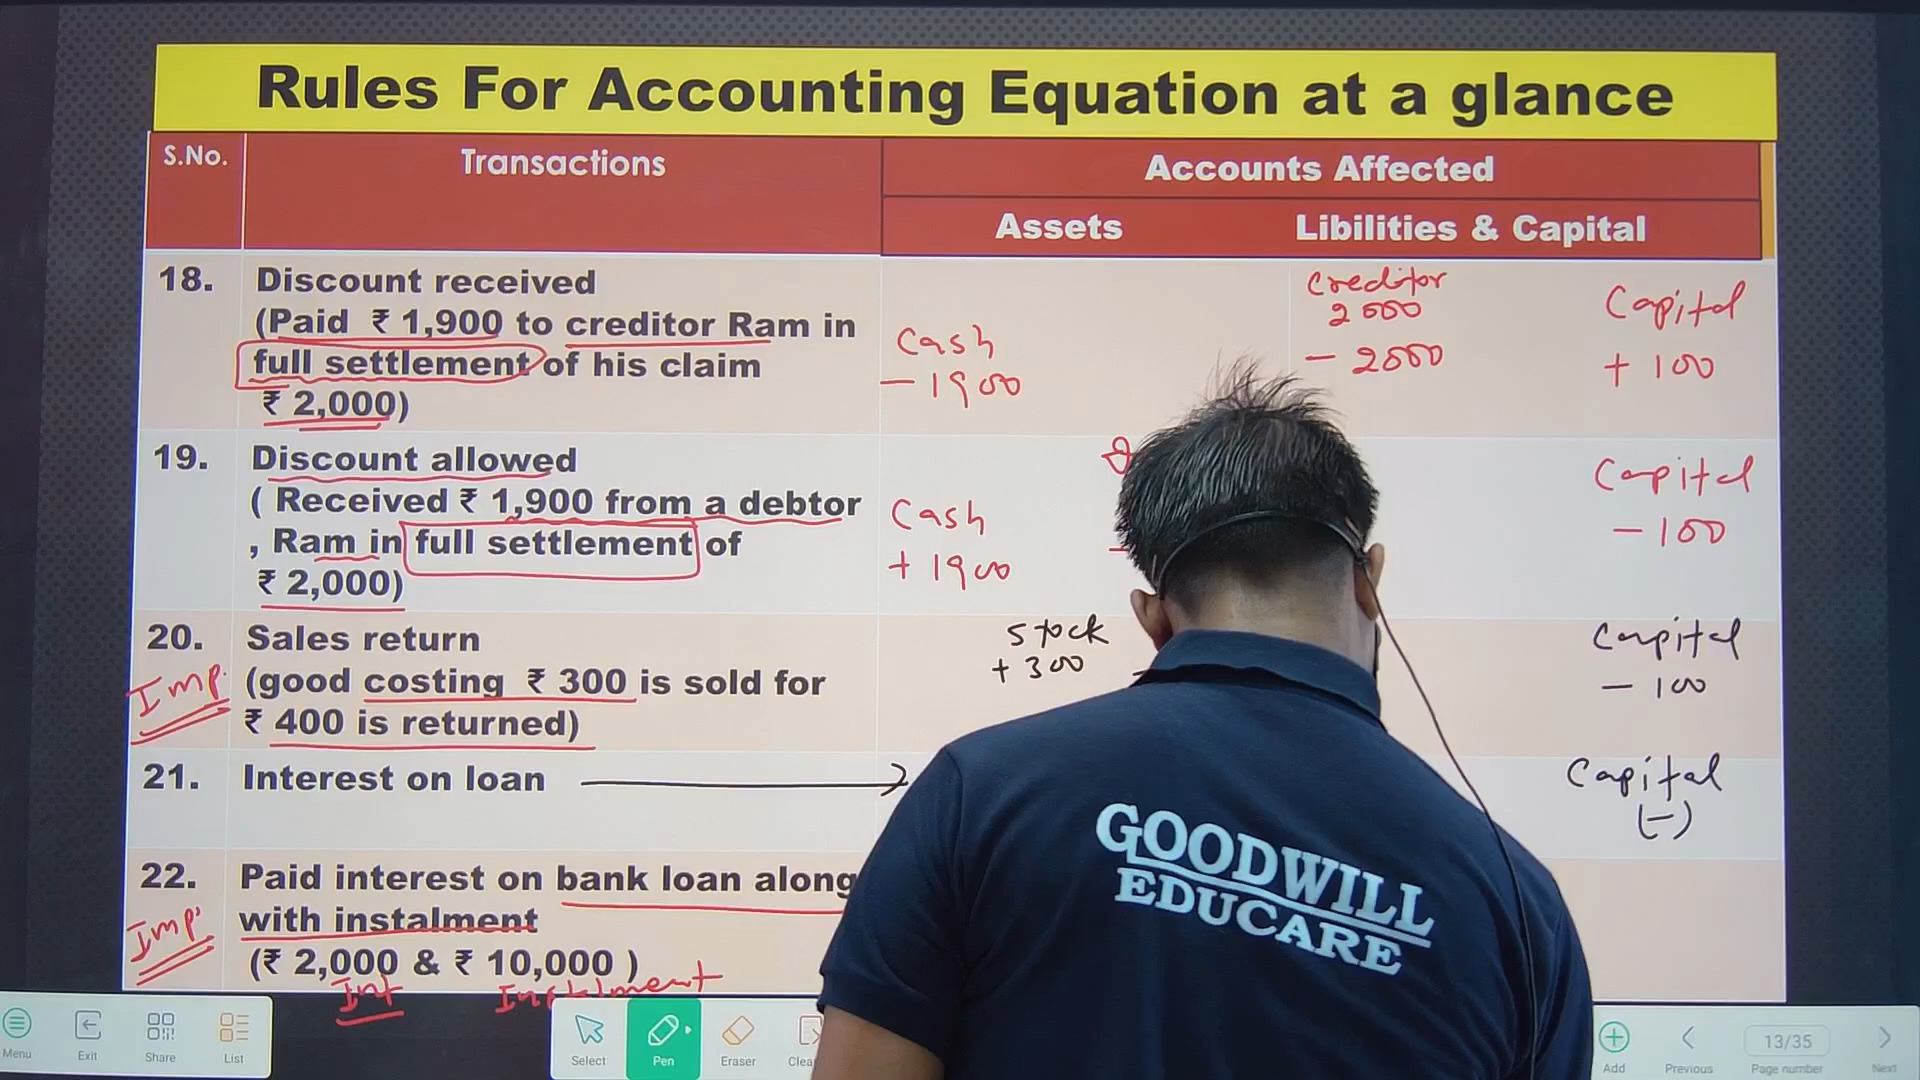 Rules For Accounting Equation at a glance
S.No. Transactions Accounts Affected
Assets Libilities & Capital
18. Discount received
(Paid ₹ 1,900 to creditor Ram in
full settlement of his claim
₹ 2,000)
Cash
- 1900
Creditor
2000
- 2000
Capital
+ 100
19. Discount allowed
( Received ₹ 1,900 from a debtor
, Ram in full settlement of
₹ 2,000)
Cash
+ 1900
Capital
- 100
20. Sales return
Imp. (good costing ₹ 300 is sold for
₹ 400 is returned)
Stock
+ 300
Capital
- 100
21. Interest on loan
Capital
(-)
22. Paid interest on bank loan along
Imp with instalment
(₹ 2,000 & ₹ 10,000 )
Int Instalment
GOODWILL
EDUCARE
Menu Exit Share List Select Pen Eraser Add Previous Page number Next
13/35